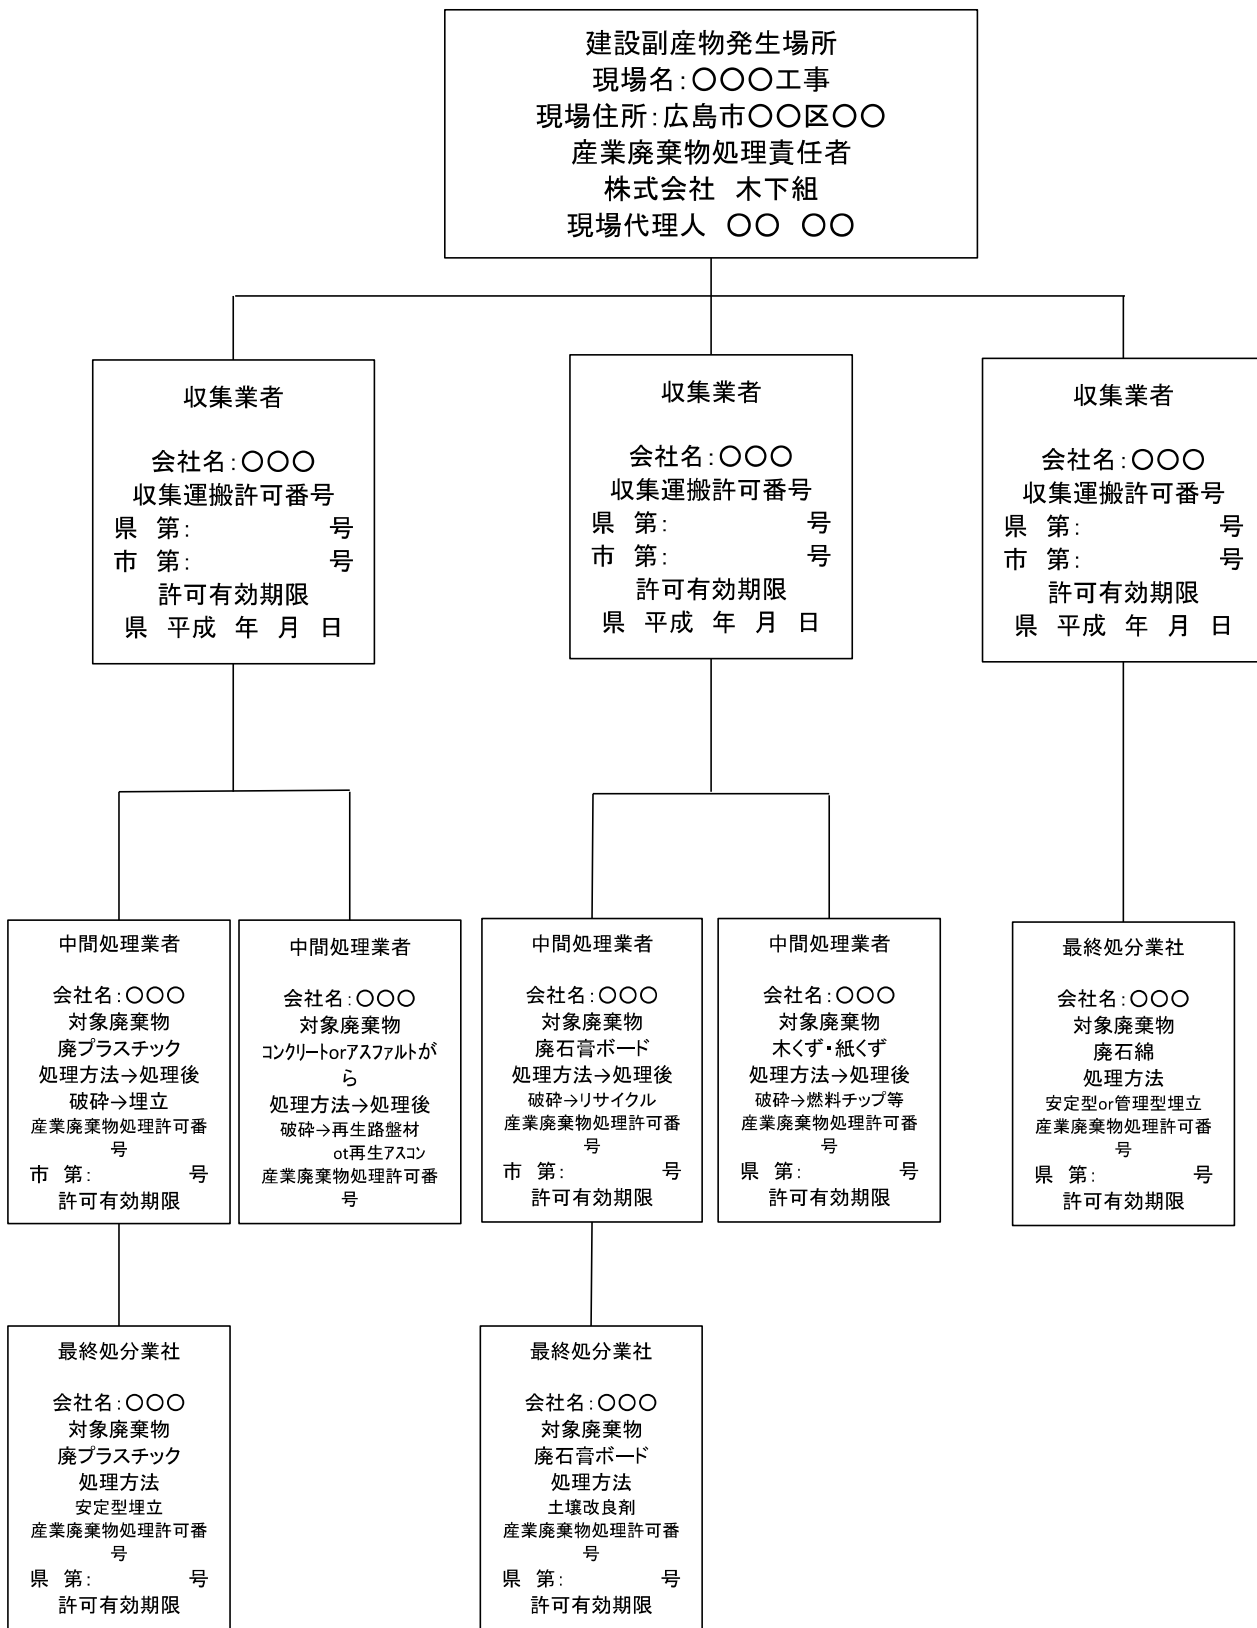 建設副産物発生場所
現場名:〇〇〇工事
現場住所:広島市〇〇区〇〇
産業廃棄物処理責任者
株式会社 木下組
現場代理人 〇〇 〇〇
収集業者
会社名:〇〇〇
収集運搬許可番号
県 第: 号
市 第: 号
許可有効期限
県 平成 年 月 日
収集業者
会社名:〇〇〇
収集運搬許可番号
県 第: 号
市 第: 号
許可有効期限
県 平成 年 月 日
収集業者
会社名:〇〇〇
収集運搬許可番号
県 第: 号
市 第: 号
許可有効期限
県 平成 年 月 日
中間処理業者
会社名:〇〇〇
対象廃棄物
廃プラスチック
処理方法→処理後
破砕→埋立
産業廃棄物処理許可番
号
市 第: 号
許可有効期限
中間処理業者
会社名:〇〇〇
対象廃棄物
コンクリートorアスファルトが
ら
処理方法→処理後
破砕→再生路盤材
ot再生アスコン
産業廃棄物処理許可番
号
中間処理業者
会社名:〇〇〇
対象廃棄物
廃石膏ボード
処理方法→処理後
破砕→リサイクル
産業廃棄物処理許可番
号
市 第: 号
許可有効期限
中間処理業者
会社名:〇〇〇
対象廃棄物
木くず・紙くず
処理方法→処理後
破砕→燃料チップ等
産業廃棄物処理許可番
号
県 第: 号
許可有効期限
最終処分業社
会社名:〇〇〇
対象廃棄物
廃石綿
処理方法
安定型or管理型埋立
産業廃棄物処理許可番
号
県 第: 号
許可有効期限
最終処分業社
会社名:〇〇〇
対象廃棄物
廃プラスチック
処理方法
安定型埋立
産業廃棄物処理許可番
号
県 第: 号
許可有効期限
最終処分業社
会社名:〇〇〇
対象廃棄物
廃石膏ボード
処理方法
土壌改良剤
産業廃棄物処理許可番
号
県 第: 号
許可有効期限